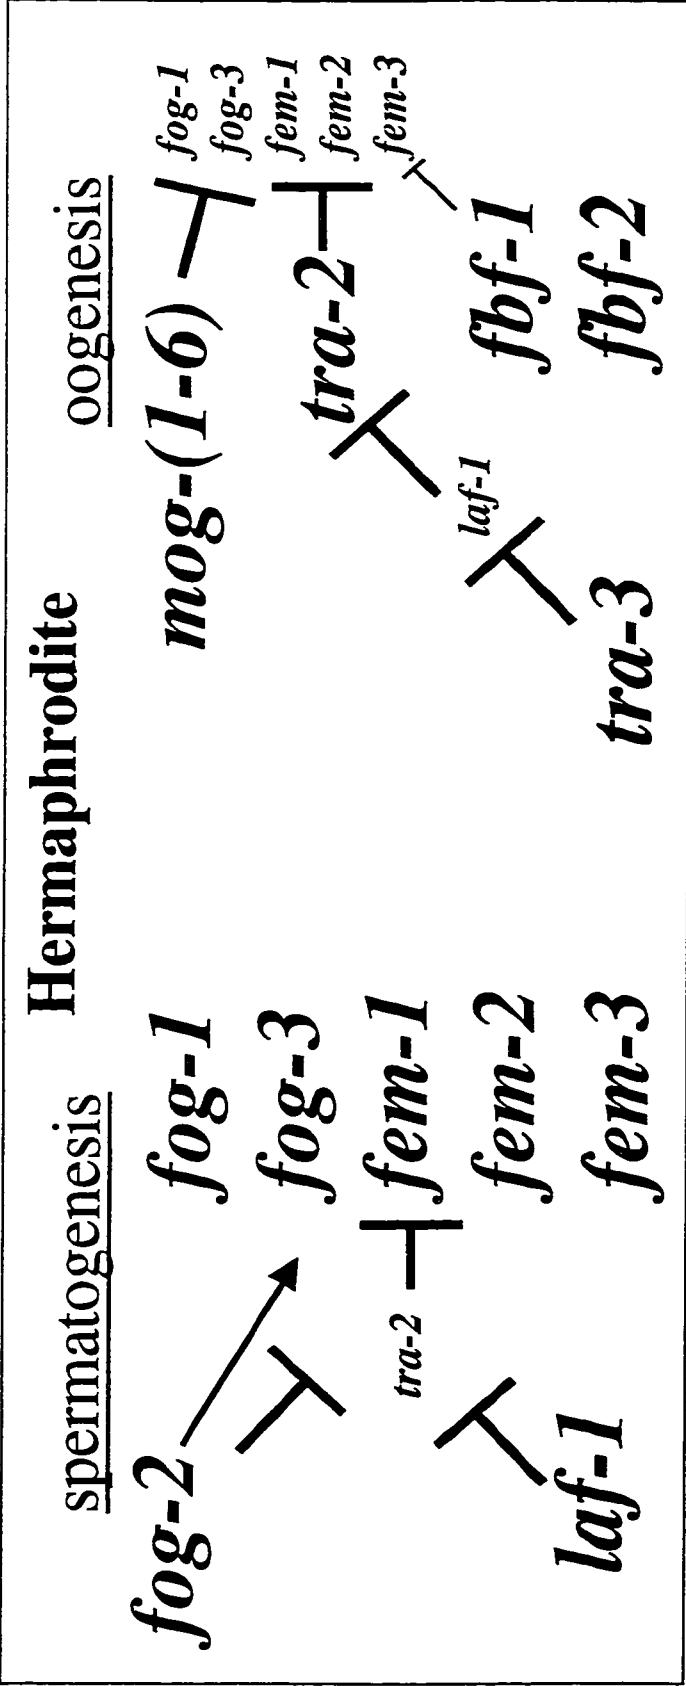 Hermaphrodite
spermatogenesis
fog-2
fog-1
fog-3
tra-2
fem-1
fem-2
laf-1
fem-3
oogenesis
mog-(1-6)
fog-1
fog-3
tra-2
fem-1
fem-2
fem-3
laf-1
tra-3
fbf-1
fbf-2